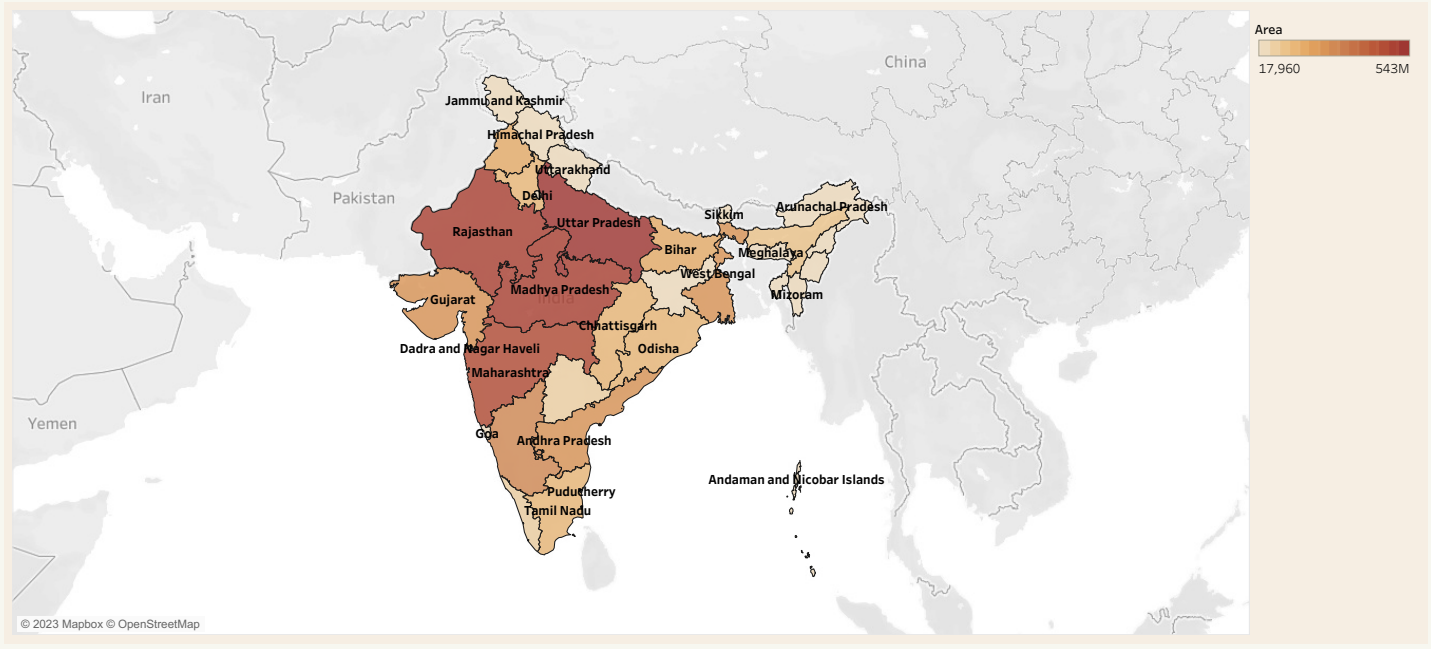 Area
17,960 543M
China
Iran
Jammu and Kashmir
Himachal Pradesh
Uttarakhand
Pakistan
Delhi
Arunachal Pradesh
Sikkim
Uttar Pradesh
Rajasthan
Bihar
Meghalaya
West Bengal
Madhya Pradesh
Mizoram
India
Gujarat
Chhattisgarh
Dadra and Nagar Haveli
Odisha
Maharashtra
Yemen
Goa
Andhra Pradesh
Andaman and Nicobar Islands
Puducherry
Tamil Nadu
© 2023 Mapbox © OpenStreetMap